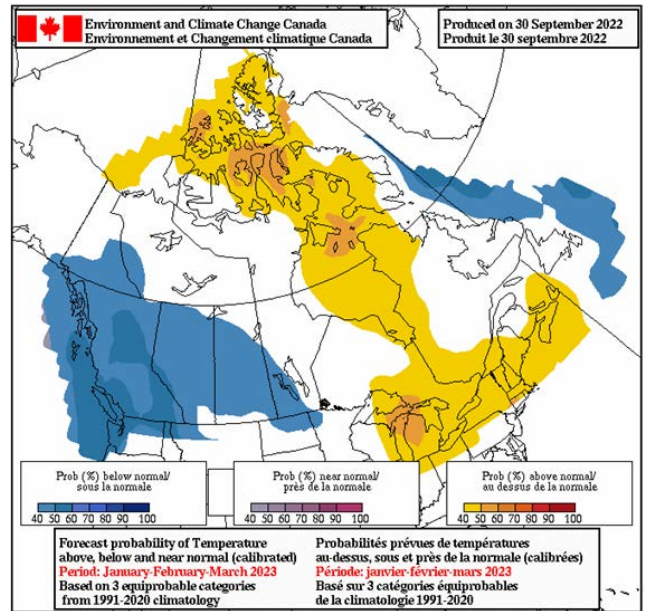 Environment and Climate Change Canada
Environnement et Changement climatique Canada
Produced on 30 September 2022
Produit le 30 septembre 2022
Prob (%) below normal/
sous la normale
40 50 60 70 80 90 100
Prob (%) near normal/
près de la normale
40 50 60 70 80 90 100
Prob (%) above normal/
au dessus de la normale
40 50 60 70 80 90 100
Forecast probability of Temperature
above, below and near normal (calibrated)
Period: January-February-March 2023
Based on 3 equiprobable categories
from 1991-2020 climatology
Probabilités prévues de températures
au-dessus, sous et près de la normale (calibrées)
Période: janvier-février-mars 2023
Basé sur 3 catégories équiprobables
de la climatologie 1991-2020